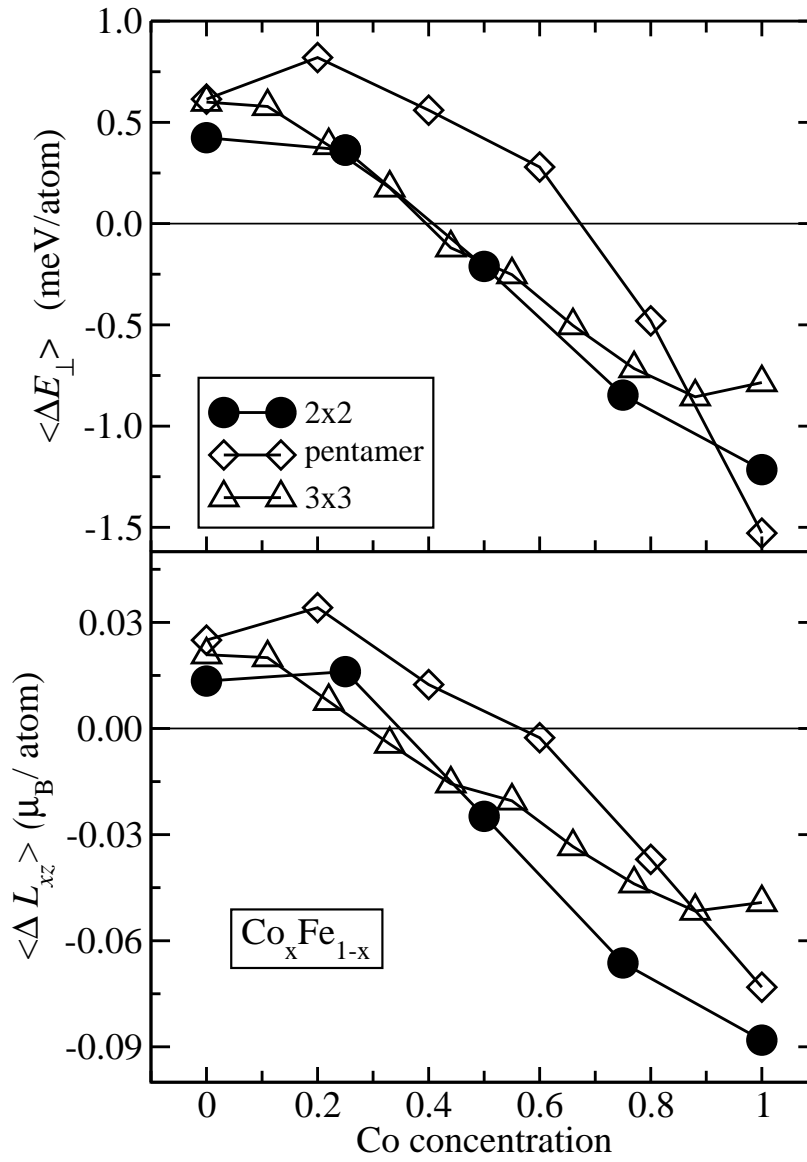 1.0
0.5
0.0
-0.5
-1.0
-1.5
<ΔE⊥> (meV/atom)
2x2
pentamer
3x3
0.03
0.00
-0.03
-0.06
-0.09
<Δ Lxz> (μB/ atom)
CoxFe1-x
0 0.2 0.4 0.6 0.8 1
Co concentration